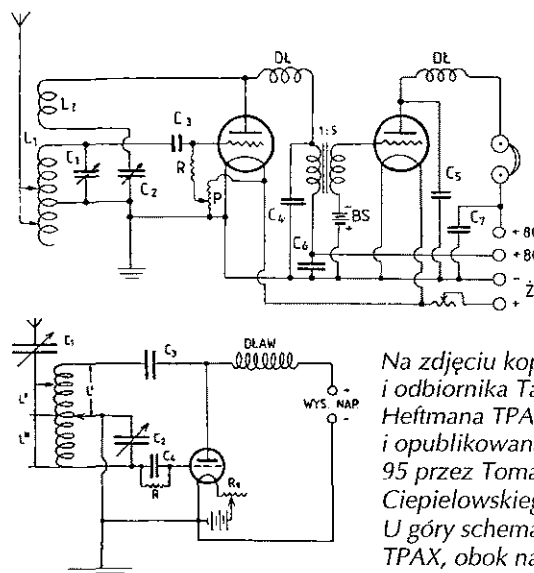 DŁ
DŁ
L₂
C₃
L₁
C₁
R
P
C₂
1:5
C₄
BS
C₅
C₆
C₇
+ 80
+ 80
-
+ Ż
C₁
C₃
DŁAW
+
WYS. NAP.
-
L'
L"
L'''
C₂
C₄
R
R₁
Na zdjęciu kop
i odbiornika Ta
Heftmana TPA
i opublikowan
95 przez Toma
Ciepielowskieg
U góry schema
TPAX, obok na